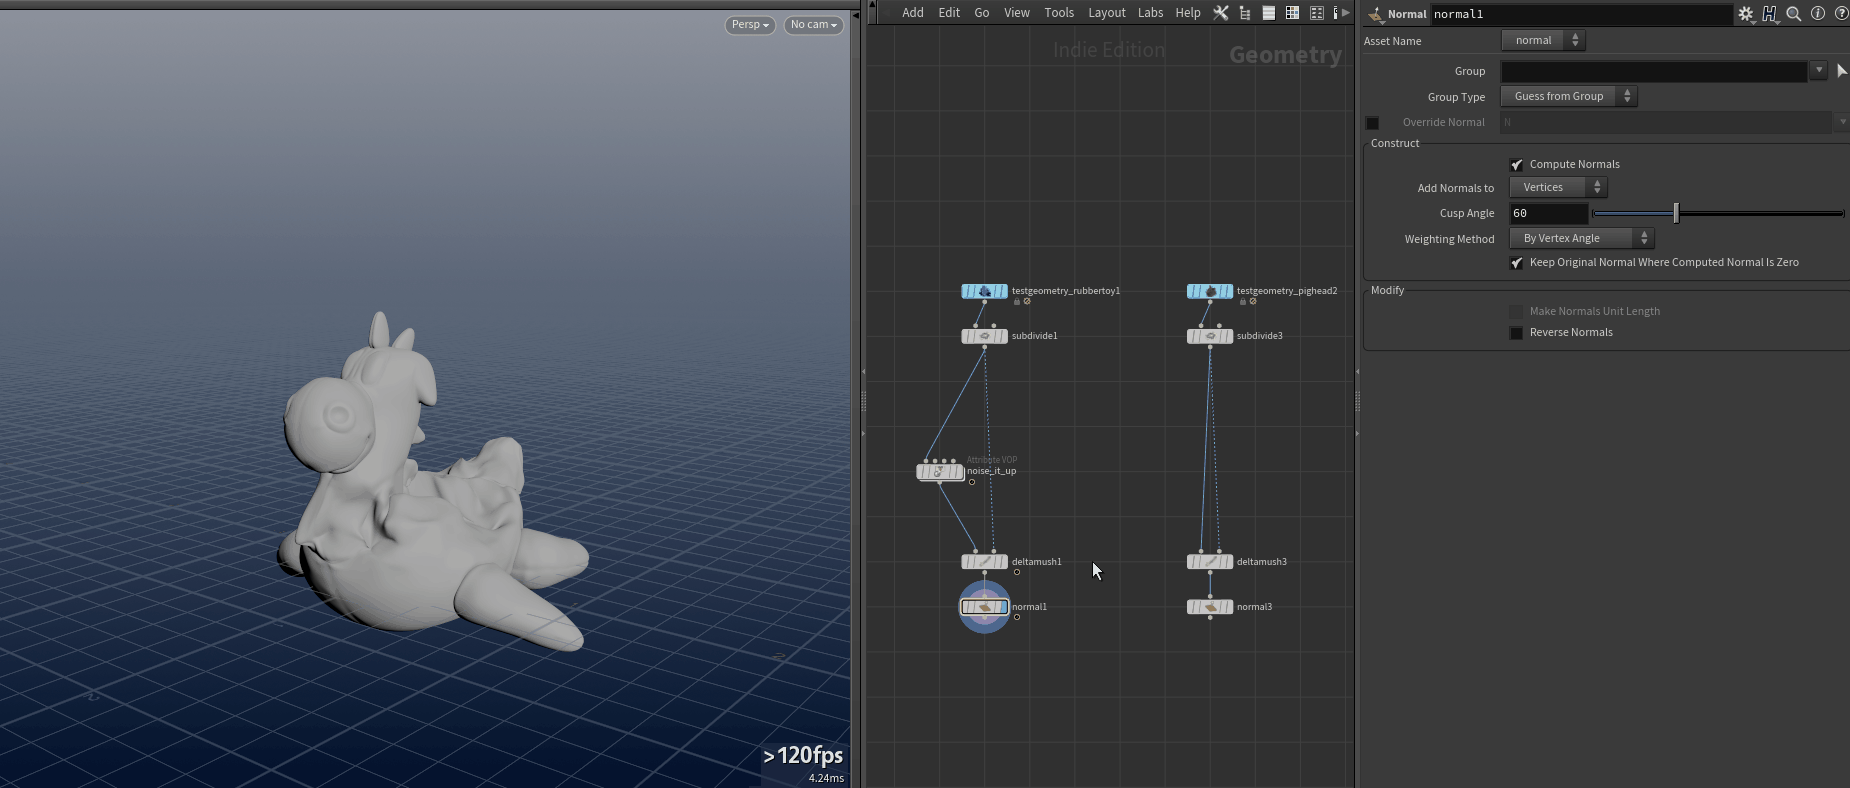 Persp
No cam
>120fps
4.24ms
Add Edit Go View Tools Layout Labs Help
Indie Edition
Geometry
testgeometry_rubbertoy1
testgeometry_pighead2
subdivide1
subdivide3
Attribute VOP
noise_it_up
deltamush1
deltamush3
normal1
normal3
Normal normal1
Asset Name normal
Group
Group Type Guess from Group
Override Normal N
Construct
Compute Normals
Add Normals to Vertices
Cusp Angle 60
Weighting Method By Vertex Angle
Keep Original Normal Where Computed Normal Is Zero
Modify
Make Normals Unit Length
Reverse Normals